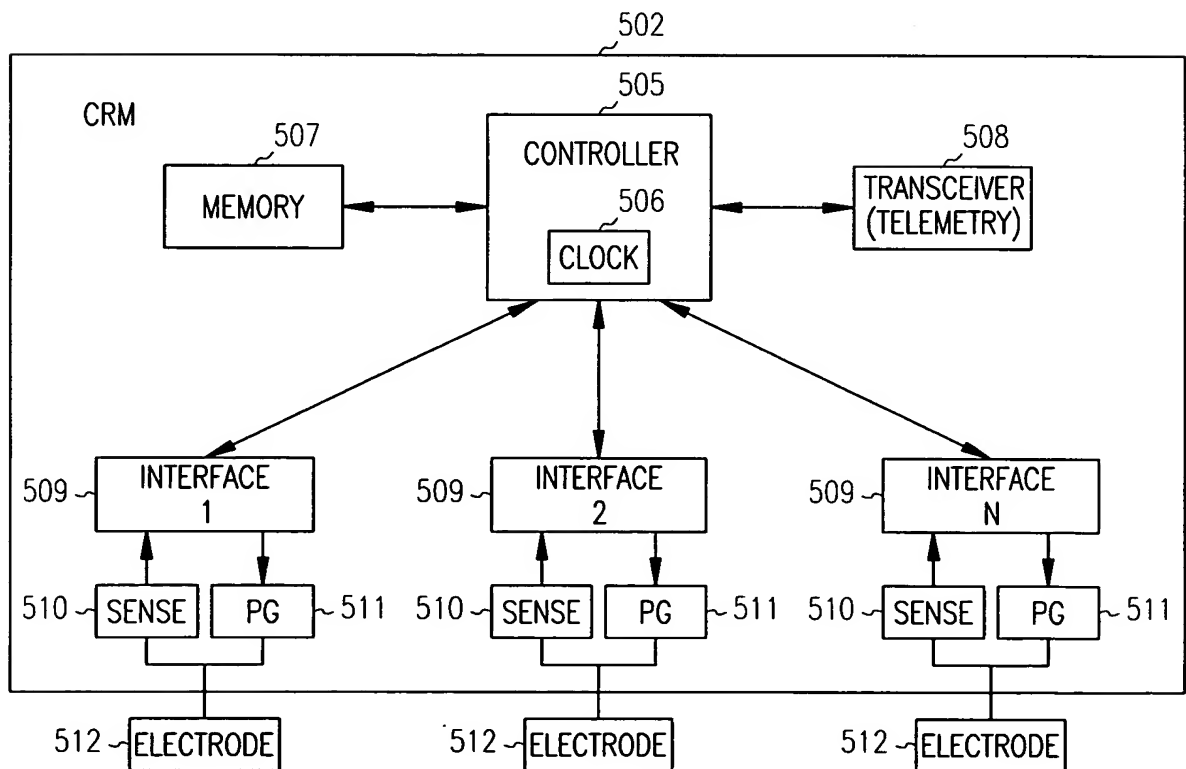 502
CRM
505
CONTROLLER
507
MEMORY
506
CLOCK
508
TRANSCEIVER
(TELEMETRY)
509
INTERFACE
1
509
INTERFACE
2
509
INTERFACE
N
510
SENSE
PG
511
510
SENSE
PG
511
510
SENSE
PG
511
512
ELECTRODE
512
ELECTRODE
512
ELECTRODE